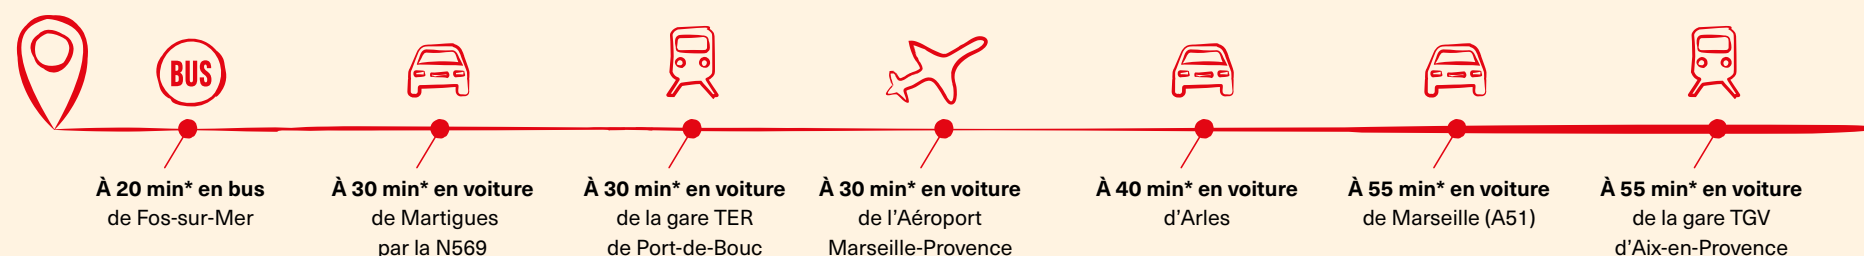 BUS
À 20 min* en bus
de Fos-sur-Mer
À 30 min* en voiture
de Martigues
par la N569
À 30 min* en voiture
de la gare TER
de Port-de-Bouc
À 30 min* en voiture
de l’Aéroport
Marseille-Provence
À 40 min* en voiture
d’Arles
À 55 min* en voiture
de Marseille (A51)
À 55 min* en voiture
de la gare TGV
d’Aix-en-Provence